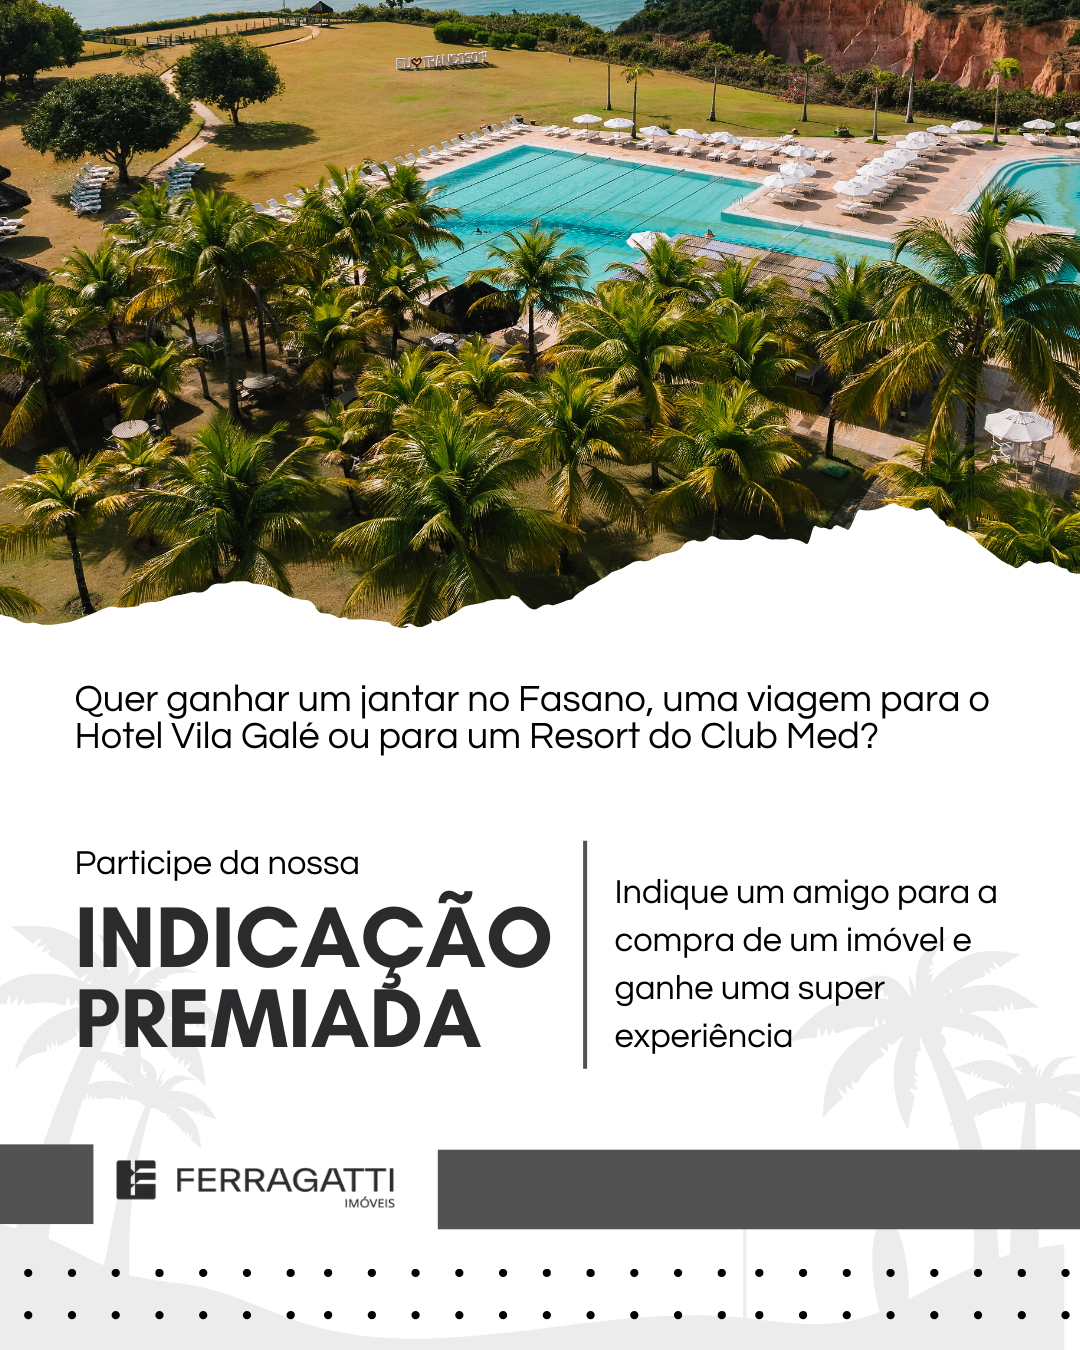 EU TRANCOSO
Quer ganhar um jantar no Fasano, uma viagem para o
Hotel Vila Galé ou para um Resort do Club Med?
Participe da nossa
INDICAÇÃO
PREMIADA
Indique um amigo para a
compra de um imóvel e
ganhe uma super
experiência
FERRAGATTI
IMÓVEIS